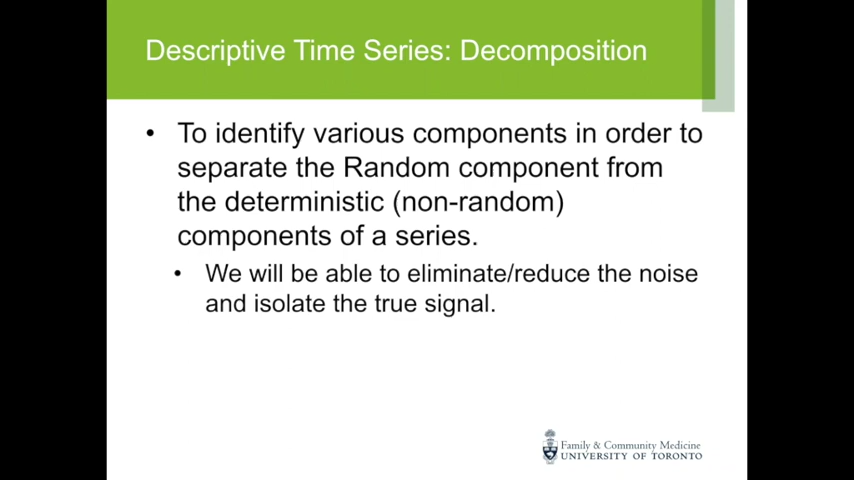 Descriptive Time Series: Decomposition
• To identify various components in order to
separate the Random component from
the deterministic (non-random)
components of a series.
• We will be able to eliminate/reduce the noise
and isolate the true signal.
Family & Community Medicine
UNIVERSITY OF TORONTO